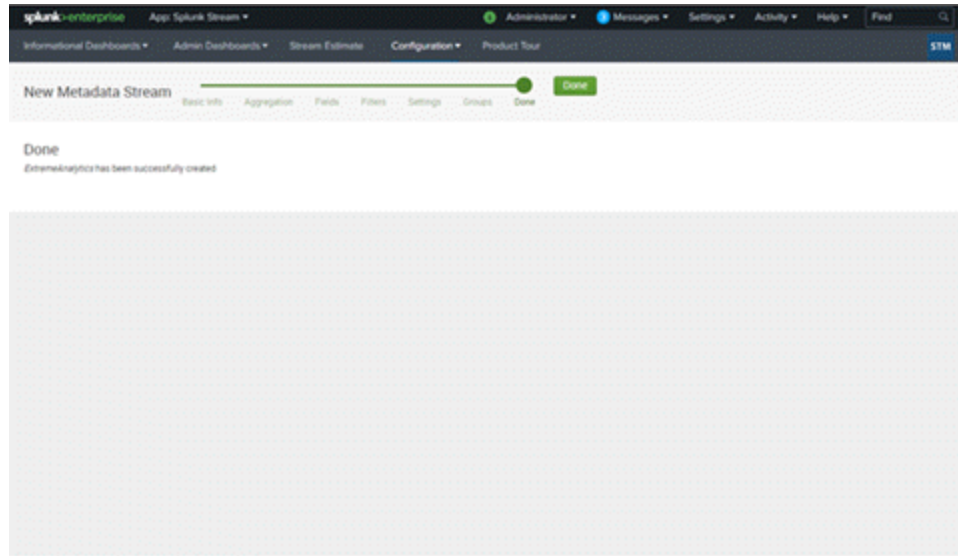 splunk>enterprise App: Splunk Stream ▾ Administrator ▾ 3 Messages ▾ Settings ▾ Activity ▾ Help ▾ Find
Informational Dashboards ▾ Admin Dashboards ▾ Stream Estimate Configuration ▾ Product Tour STM
New Metadata Stream Done
Basic Info Aggregation Fields Filters Settings Groups Done
Done
ExtremeAnalytics has been successfully created